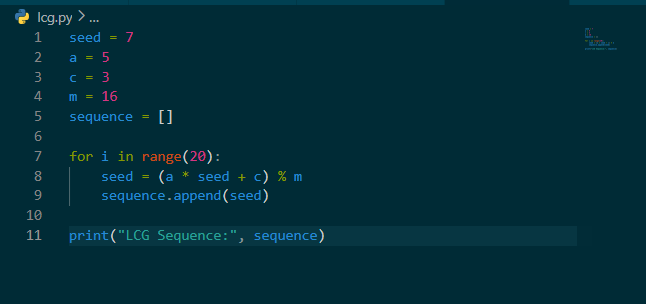 lcg.py > ...
1 seed = 7
2 a = 5
3 c = 3
4 m = 16
5 sequence = []
6
7 for i in range(20):
8     seed = (a * seed + c) % m
9     sequence.append(seed)
10
11 print("LCG Sequence:", sequence)